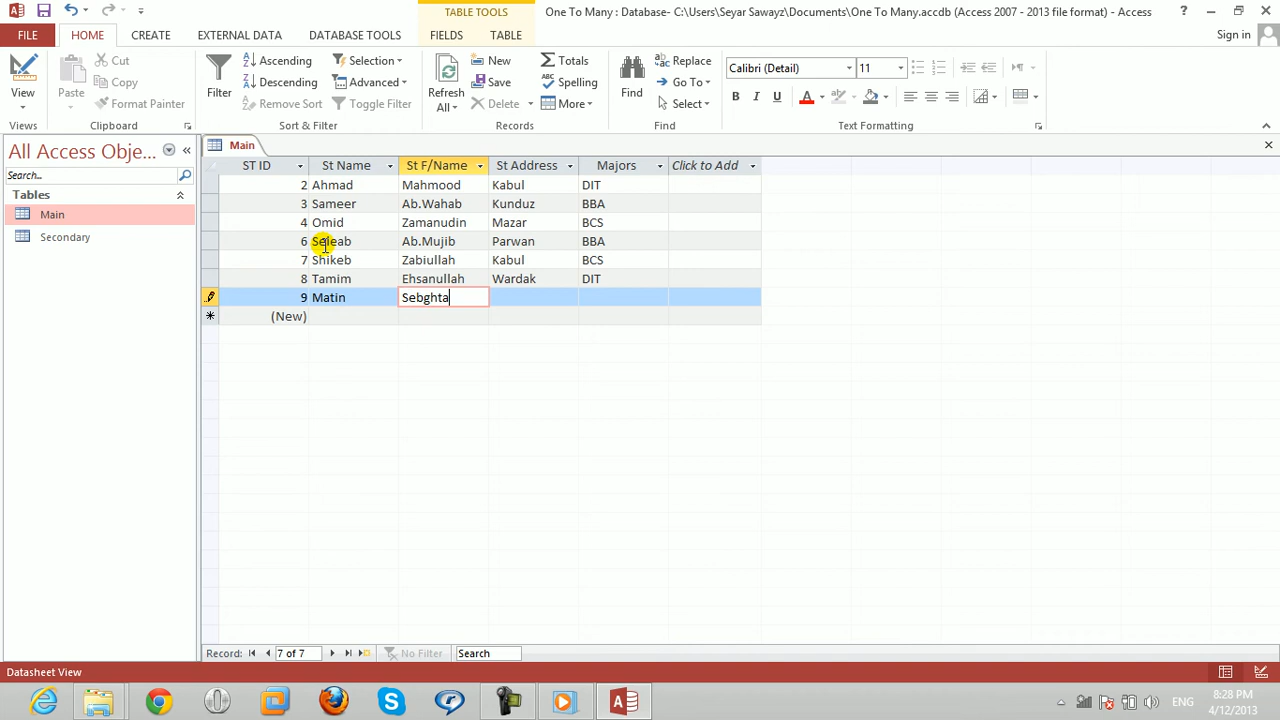 TABLE TOOLS
One To Many : Database- C:\Users\Seyar Sawayz\Documents\One To Many.accdb (Access 2007 - 2013 file format) - Access
FILE HOME CREATE EXTERNAL DATA DATABASE TOOLS FIELDS TABLE Sign in
View
Views
Paste
Cut
Copy
Format Painter
Clipboard
Filter
Ascending
Descending
Remove Sort
Selection
Advanced
Toggle Filter
Sort & Filter
Refresh All
New
Save
Delete
Totals
Spelling
More
Records
Find
Replace
Go To
Select
Find
Calibri (Detail) 11
B I U A
Text Formatting
All Access Obje...
Search...
Tables
Main
Secondary
Main
ST ID St Name St F/Name St Address Majors Click to Add
2 Ahmad Mahmood Kabul DIT
3 Sameer Ab.Wahab Kunduz BBA
4 Omid Zamanudin Mazar BCS
6 Ab.Mujib Parwan BBA
7 Shikeb Zabiullah Kabul BCS
8 Tamim Ehsanullah Wardak DIT
9 Matin Sebghta
(New)
Record: 7 of 7 No Filter Search
Datasheet View
ENG
8:28 PM
4/12/2013